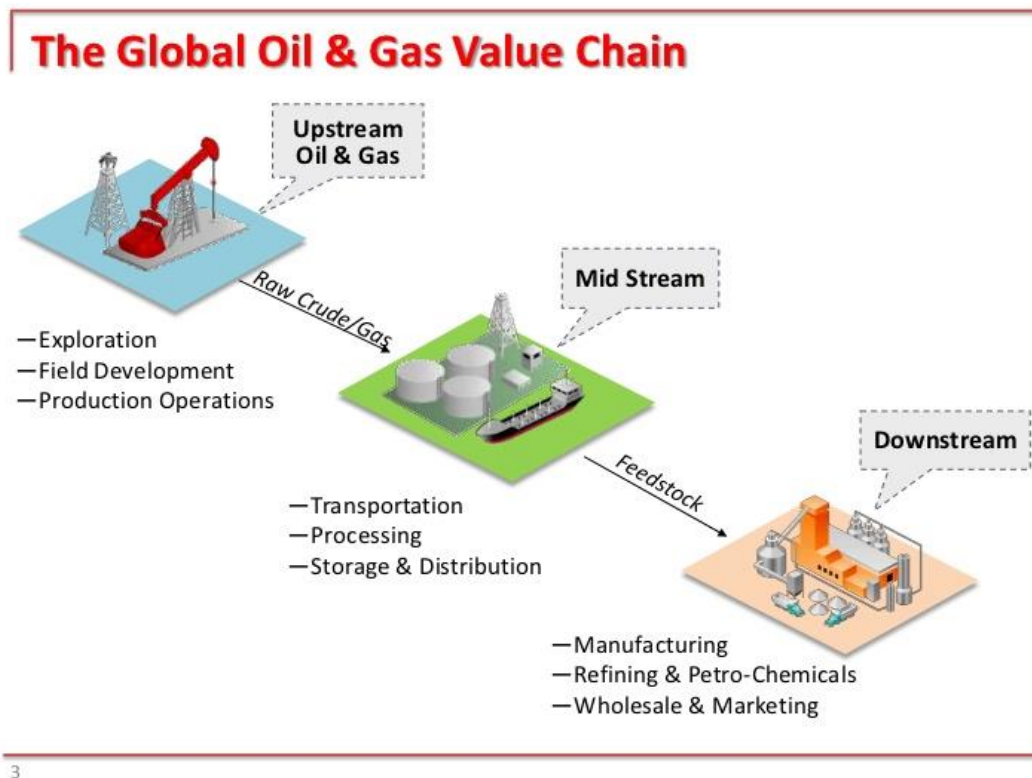 The Global Oil & Gas Value Chain
Upstream
Oil & Gas
Raw Crude/Gas
—Exploration
—Field Development
—Production Operations
Mid Stream
Feedstock
—Transportation
—Processing
—Storage & Distribution
Downstream
—Manufacturing
—Refining & Petro-Chemicals
—Wholesale & Marketing
3